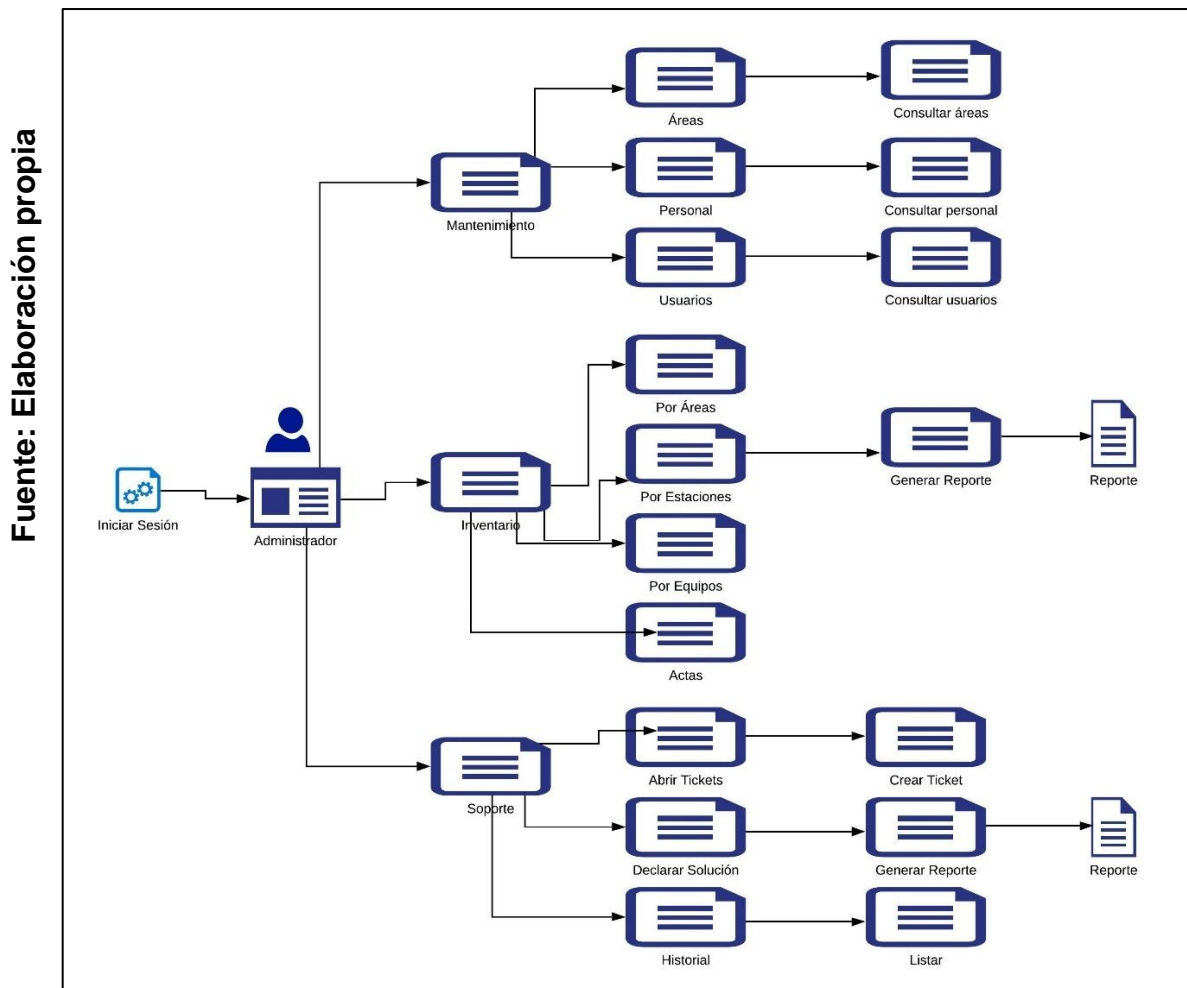 Fuente: Elaboración propia
Áreas
Consultar áreas
Mantenimiento
Personal
Consultar personal
Usuarios
Consultar usuarios
Por Áreas
Iniciar Sesión
Administrador
Inventario
Por Estaciones
Generar Reporte
Reporte
Por Equipos
Actas
Soporte
Abrir Tickets
Crear Ticket
Declarar Solución
Generar Reporte
Reporte
Historial
Listar